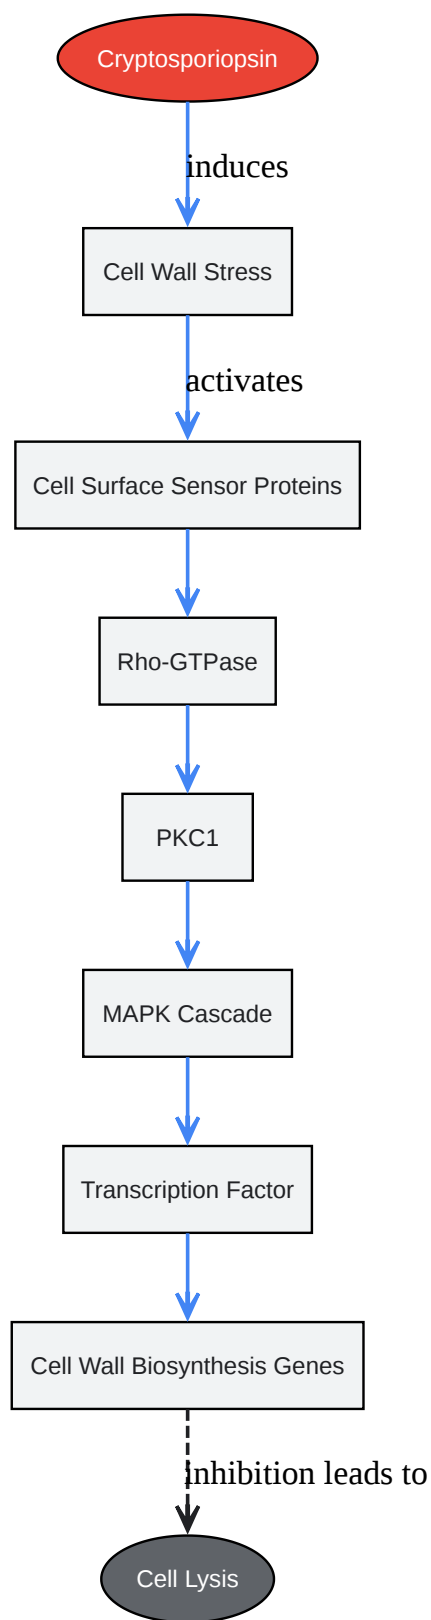 Cryptosporiopsin
induces
Cell Wall Stress
activates
Cell Surface Sensor Proteins
Rho-GTPase
PKC1
MAPK Cascade
Transcription Factor
Cell Wall Biosynthesis Genes
inhibition leads to
Cell Lysis